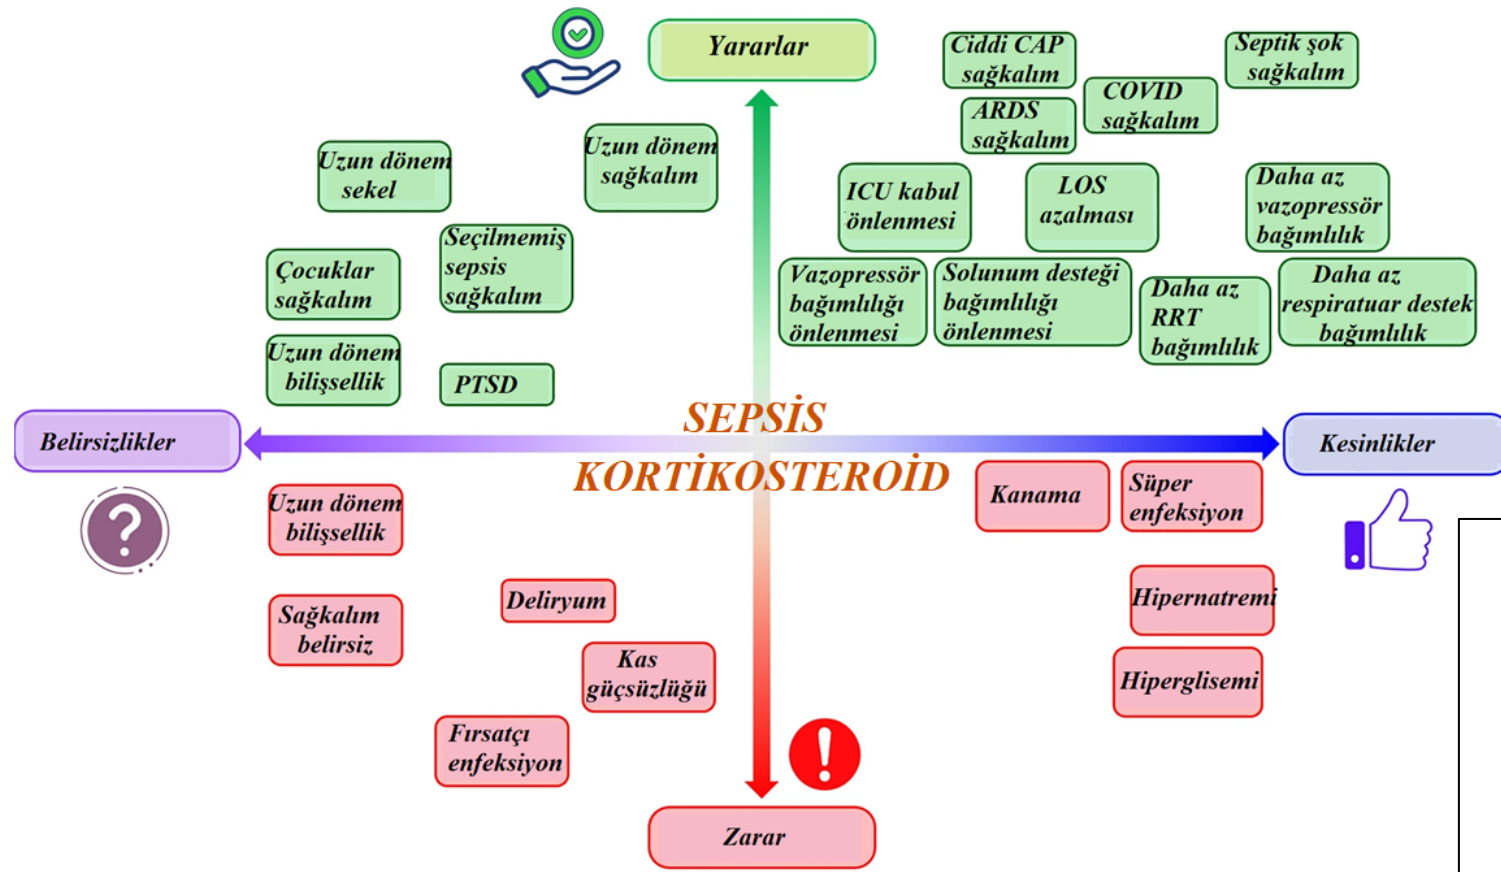 Yararlar
Ciddi CAP
sağkalım
Septik şok
sağkalım
COVID
sağkalım
ARDS
sağkalım
Uzun dönem
sağkalım
Uzun dönem
sekel
ICU kabul
önlenmesi
LOS
azalması
Daha az
vazopressör
bağımlılık
Seçilmemiş
sepsis
sağkalım
Çocuklar
sağkalım
Vazopressör
bağımlılığı
önlenmesi
Solunum desteği
bağımlılığı
önlenmesi
Daha az
RRT
bağımlılık
Daha az
respiratuar destek
bağımlılık
Uzun dönem
bilişsellik
PTSD
SEPSİS
KORTİKOSTEROİD
Belirsizlikler
Kesinlikler
Uzun dönem
bilişsellik
Kanama
Süper
enfeksiyon
Sağkalım
belirsiz
Deliryum
Hipernatremi
Kas
güçsüzlüğü
Hiperglisemi
Fırsatçı
enfeksiyon
Zarar